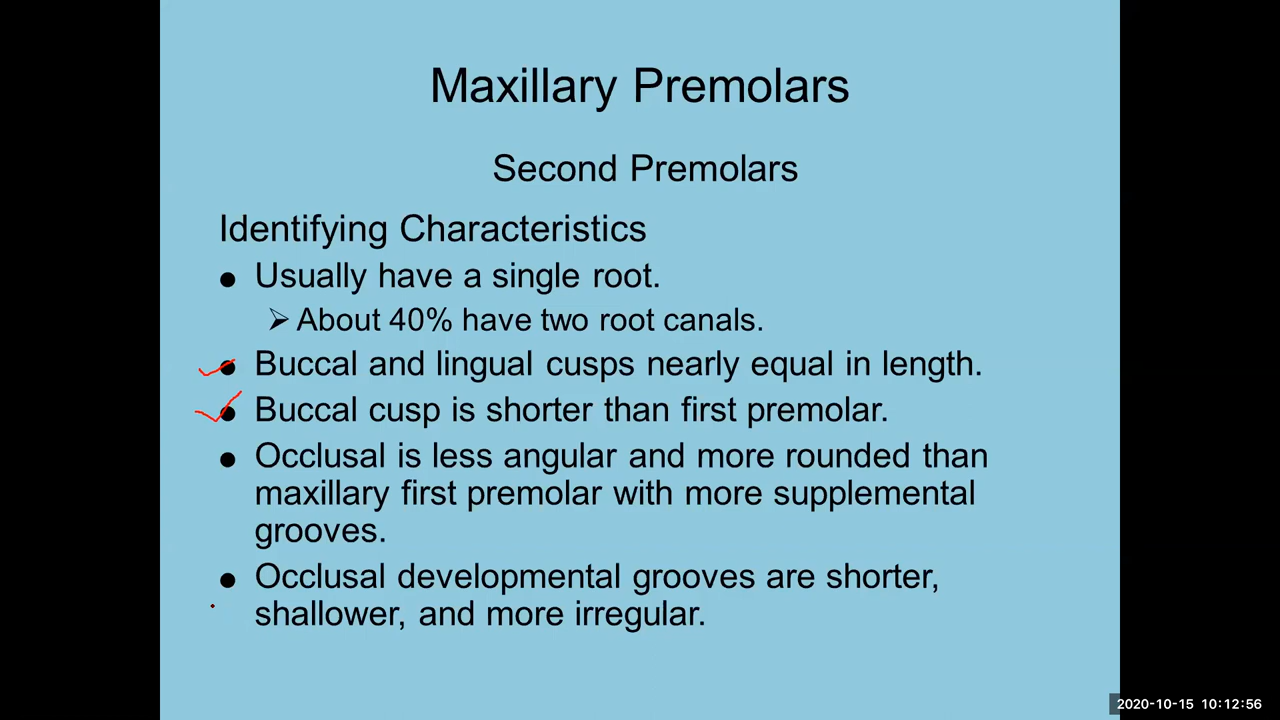 Maxillary Premolars
Second Premolars
Identifying Characteristics
● Usually have a single root.
➢ About 40% have two root canals.
● Buccal and lingual cusps nearly equal in length.
● Buccal cusp is shorter than first premolar.
● Occlusal is less angular and more rounded than
maxillary first premolar with more supplemental
grooves.
● Occlusal developmental grooves are shorter,
shallower, and more irregular.
2020-10-15 10:12:56